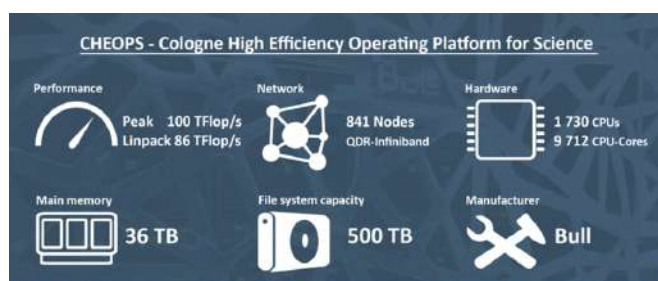 CHEOPS - Cologne High Efficiency Operating Platform for Science
Performance
Peak 100 TFlop/s
Linpack 86 TFlop/s
Network
841 Nodes
QDR-Infiniband
Hardware
1 730 CPUs
9 712 CPU-Cores
Main memory
36 TB
File system capacity
500 TB
Manufacturer
Bull